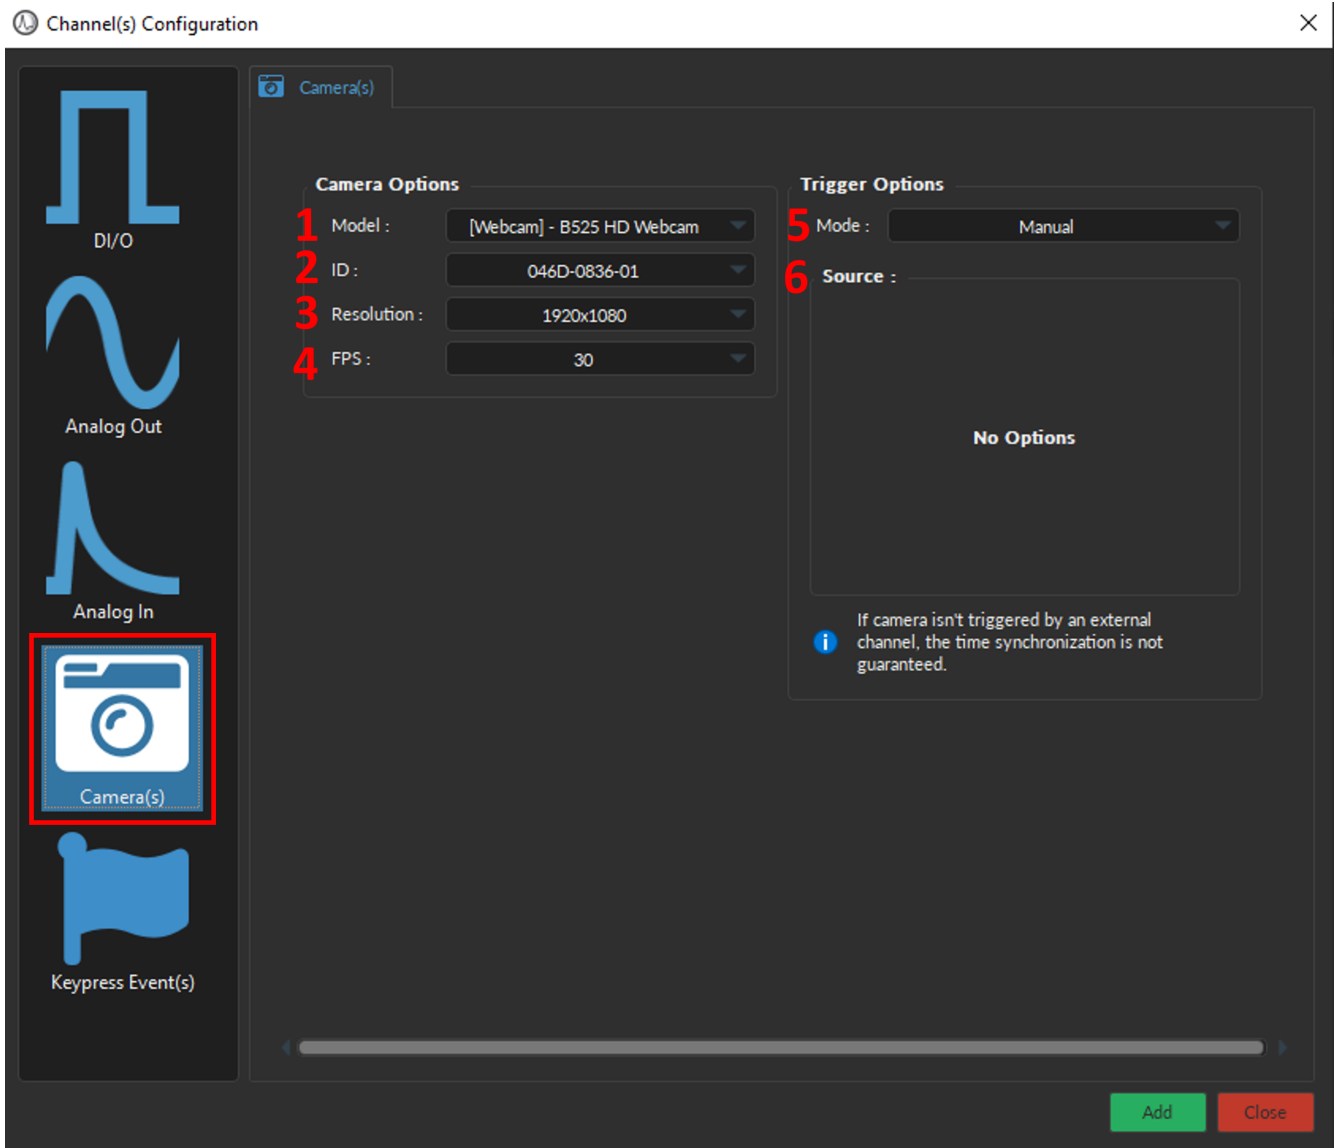 Channel(s) Configuration
DI/O
Analog Out
Analog In
Camera(s)
Keypress Event(s)
Camera(s)
Camera Options
1 Model : [Webcam] - B525 HD Webcam
2 ID : 046D-0836-01
3 Resolution : 1920x1080
4 FPS : 30
Trigger Options
5 Mode : Manual
6 Source :
No Options
If camera isn't triggered by an external
channel, the time synchronization is not
guaranteed.
Add Close